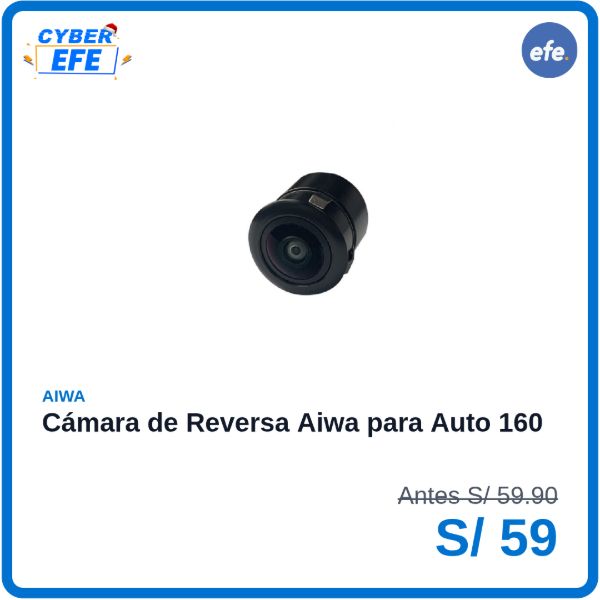 CYBER
EFE
efe.
AIWA
Cámara de Reversa Aiwa para Auto 160
Antes S/ 59.90
S/ 59